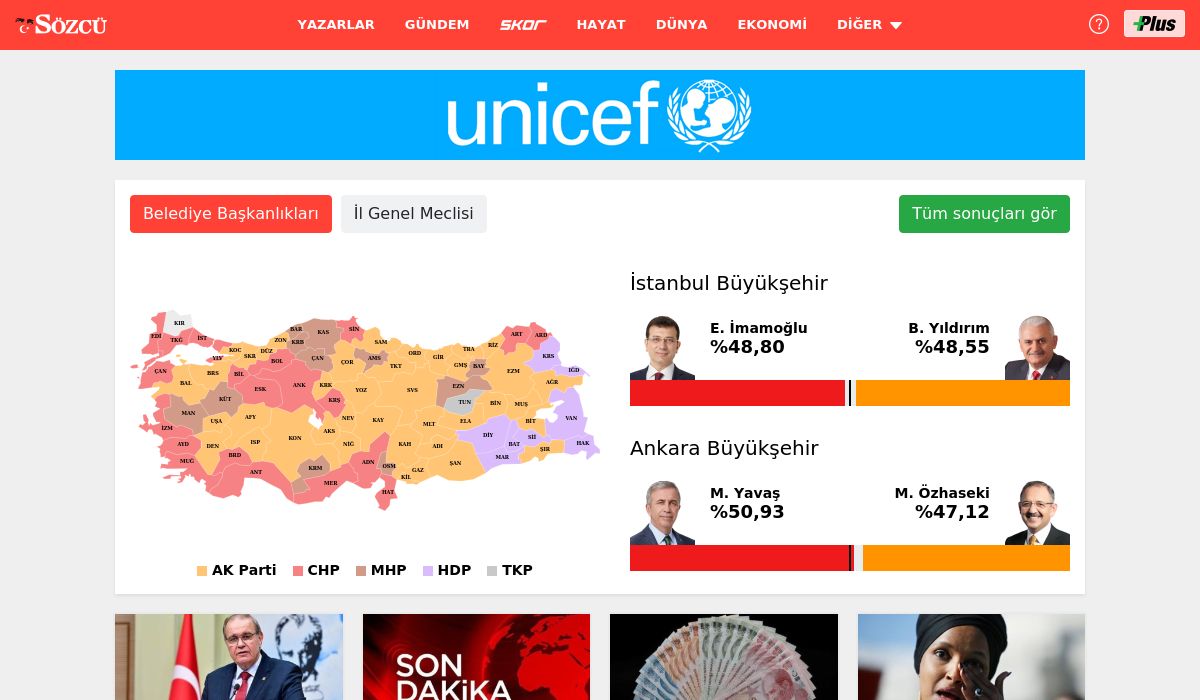 SÖZCÜ
YAZARLAR GÜNDEM SKOR HAYAT DÜNYA EKONOMİ DİĞER
? +Plus
unicef
Belediye Başkanlıkları İl Genel Meclisi Tüm sonuçları gör
İstanbul Büyükşehir
E. İmamoğlu B. Yıldırım
%48,80 %48,55
Ankara Büyükşehir
M. Yavaş M. Özhaseki
%50,93 %47,12
KIR
EDİ TKG İST
BAR KAS SİN
ZON KRB SAM
KOC DÜZ
YLV SKR BOL ÇAN AMS ORD GİR TRA RİZ ART ARD
ÇOR TKT GMŞ BAY KRS
ÇAN BRS BİL EZM IĞD
BAL ESK ANK KRK YOZ SVS EZN AĞR
KÜT KRŞ TUN BİN MUŞ
MAN UŞA AFY NEV KAY MLT ELA BİT VAN
İZM AKS
AYD DEN ISP KON NİĞ KAH ADI DİY BAT Sİİ HAK
MUĞ BRD ADN OSM GAZ ŞAN MAR ŞIR
ANT KRM MER KİL
HAT
AK Parti CHP MHP HDP TKP
SON
DAKİKA